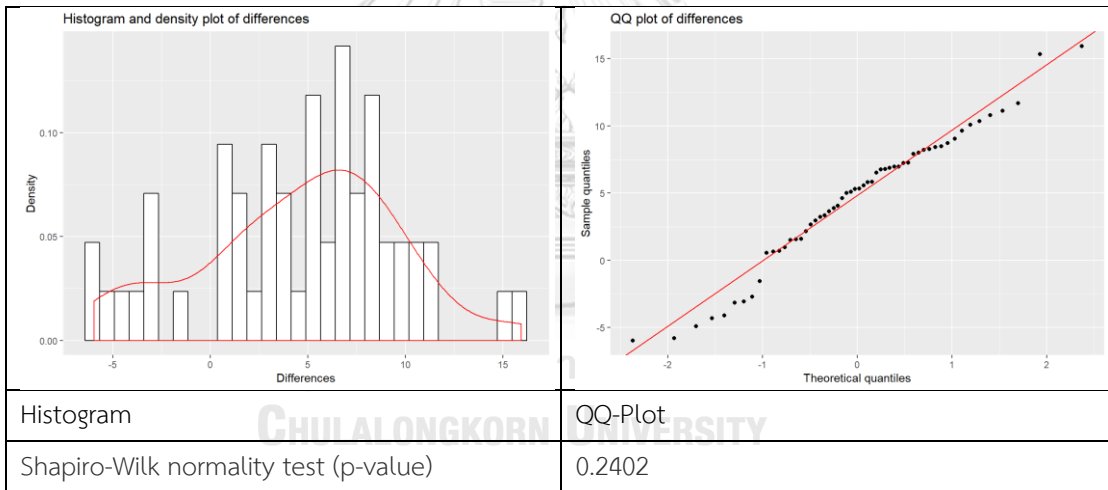 Histogram and density plot of differences
0.10
0.05
0.00
Density
-5
0
5
10
15
Differences
QQ plot of differences
15
10
5
0
-5
Sample quantiles
-2
-1
0
1
2
Theoretical quantiles
Histogram
QQ-Plot
CHULALONGKORN UNIVERSITY
Shapiro-Wilk normality test (p-value)
0.2402